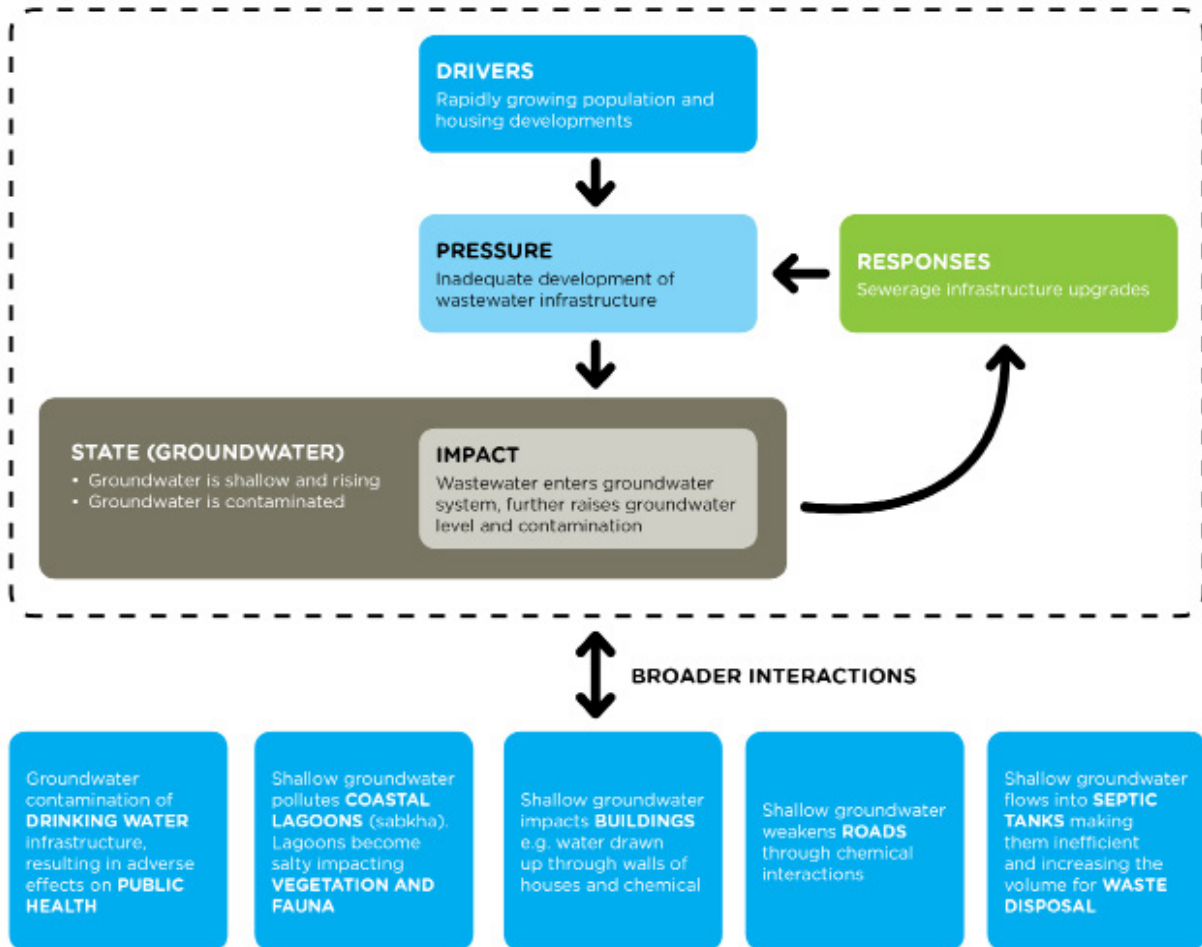 DRIVERS
Rapidly growing population and
housing developments
PRESSURE
Inadequate development of
wastewater infrastructure
RESPONSES
Sewerage infrastructure upgrades
STATE (GROUNDWATER)
• Groundwater is shallow and rising
• Groundwater is contaminated
IMPACT
Wastewater enters groundwater
system, further raises groundwater
level and contamination
BROADER INTERACTIONS
Groundwater
contamination of
DRINKING WATER
infrastructure,
resulting in adverse
effects on PUBLIC
HEALTH
Shallow groundwater
pollutes COASTAL
LAGOONS (sabkha).
Lagoons become
salty impacting
VEGETATION AND
FAUNA
Shallow groundwater
impacts BUILDINGS
e.g. water drawn
up through walls of
houses and chemical
Shallow groundwater
weakens ROADS
through chemical
interactions
Shallow groundwater
flows into SEPTIC
TANKS making
them inefficient
and increasing the
volume for WASTE
DISPOSAL